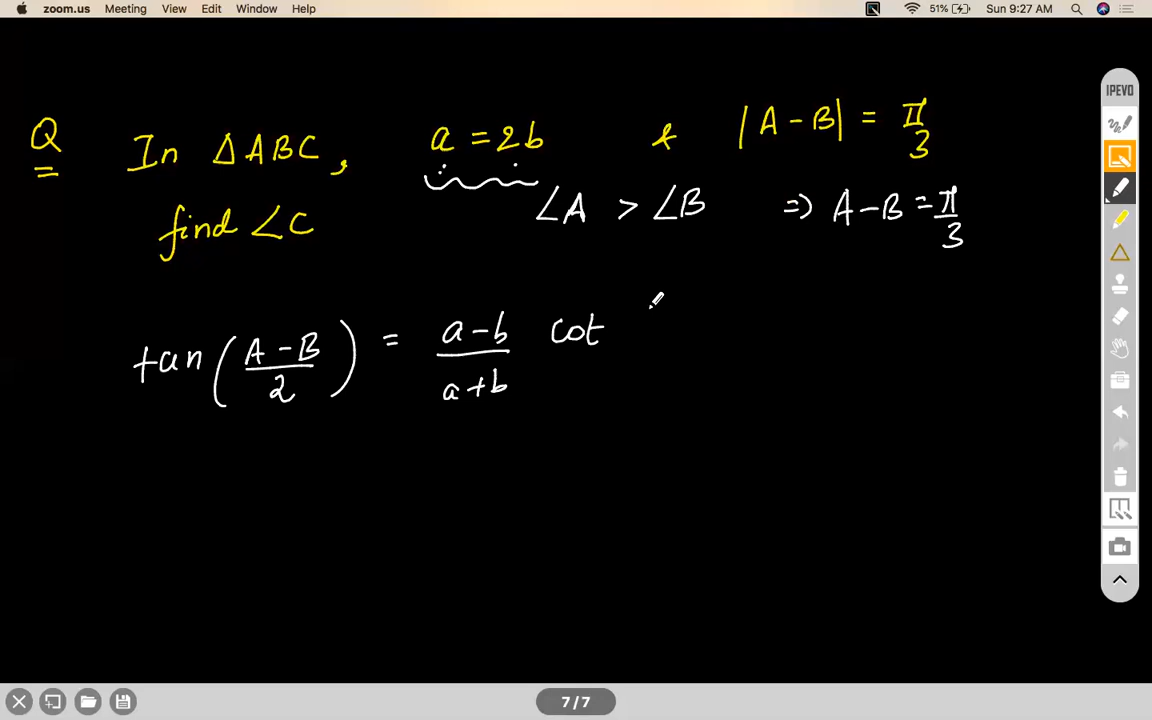 zoom.us Meeting View Edit Window Help 51% Sun 9:27 AM
IPEVO
Q In ΔABC, a = 2b & |A-B| = π/3
find ∠C ∠A > ∠B ⇒ A-B = π/3
tan((A-B)/2) = (a-b)/(a+b) cot
7/7